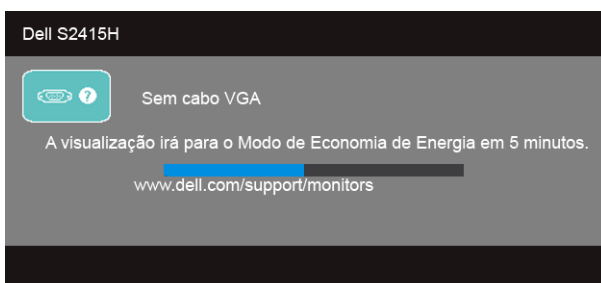 Dell S2415H
Sem cabo VGA
A visualização irá para o Modo de Economia de Energia em 5 minutos.
www.dell.com/support/monitors